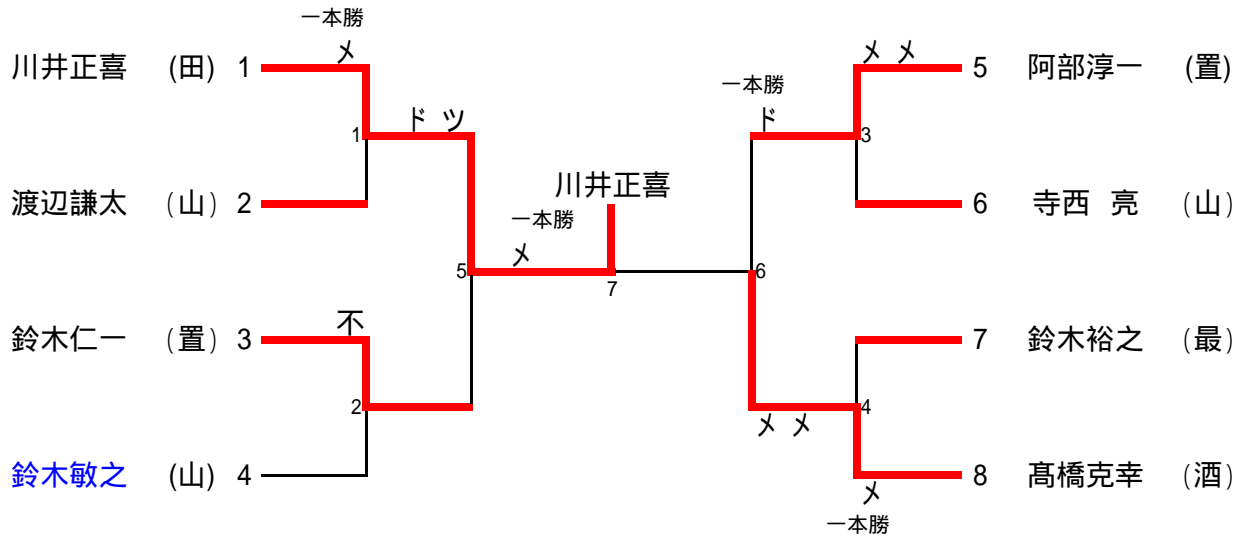 一本勝
メ
川井正喜 (田) 1
1
ド ツ
渡辺謙太 (山) 2
川井正喜
一本勝
メ
5
7
不
鈴木仁一 (置) 3
2
鈴木敏之 (山) 4
メ メ
5 阿部淳一 (置)
一本勝
ド
3
6 寺西 亮 (山)
6
7 鈴木裕之 (最)
4
メ メ
8 髙橋克幸 (酒)
メ
一本勝